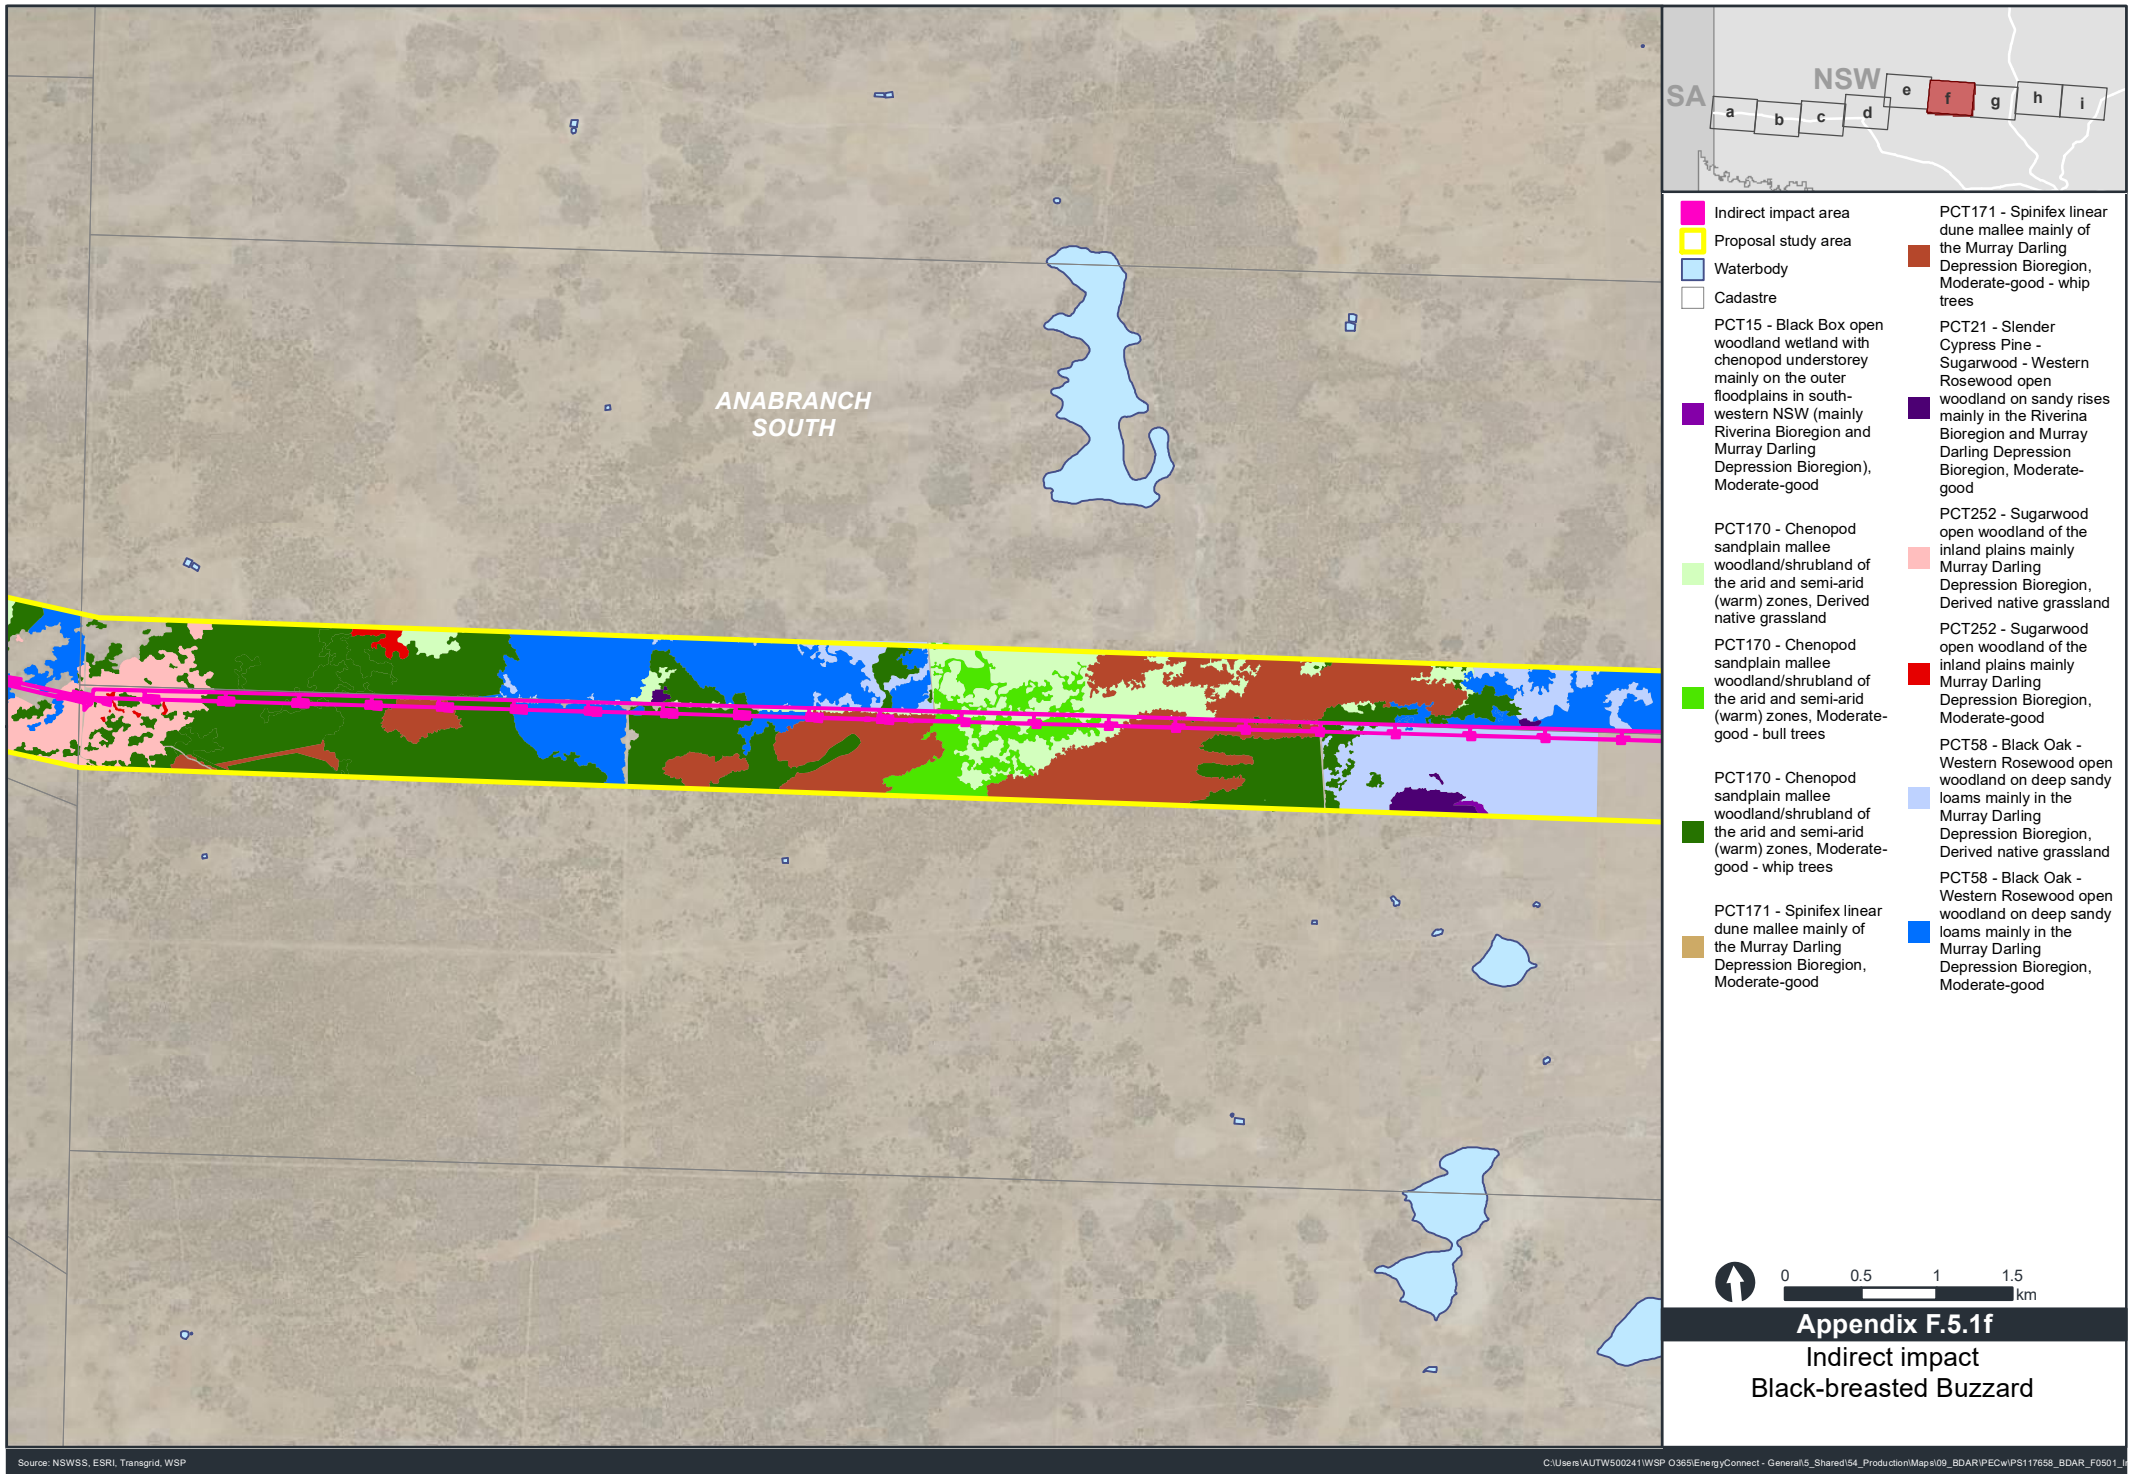 ANABRANCH
SOUTH
SA
NSW
a
b
c
d
e
f
g
h
i
Indirect impact area
Proposal study area
Waterbody
Cadastre
PCT15 - Black Box open
woodland wetland with
chenopod understorey
mainly on the outer
floodplains in south-
western NSW (mainly
Riverina Bioregion and
Murray Darling
Depression Bioregion),
Moderate-good
PCT170 - Chenopod
sandplain mallee
woodland/shrubland of
the arid and semi-arid
(warm) zones, Derived
native grassland
PCT170 - Chenopod
sandplain mallee
woodland/shrubland of
the arid and semi-arid
(warm) zones, Moderate-
good - bull trees
PCT170 - Chenopod
sandplain mallee
woodland/shrubland of
the arid and semi-arid
(warm) zones, Moderate-
good - whip trees
PCT171 - Spinifex linear
dune mallee mainly of
the Murray Darling
Depression Bioregion,
Moderate-good
PCT171 - Spinifex linear
dune mallee mainly of
the Murray Darling
Depression Bioregion,
Moderate-good - whip
trees
PCT21 - Slender
Cypress Pine -
Sugarwood - Western
Rosewood open
woodland on sandy rises
mainly in the Riverina
Bioregion and Murray
Darling Depression
Bioregion, Moderate-
good
PCT252 - Sugarwood
open woodland of the
inland plains mainly
Murray Darling
Depression Bioregion,
Derived native grassland
PCT252 - Sugarwood
open woodland of the
inland plains mainly
Murray Darling
Depression Bioregion,
Moderate-good
PCT58 - Black Oak -
Western Rosewood open
woodland on deep sandy
loams mainly in the
Murray Darling
Depression Bioregion,
Derived native grassland
PCT58 - Black Oak -
Western Rosewood open
woodland on deep sandy
loams mainly in the
Murray Darling
Depression Bioregion,
Moderate-good
0 0.5 1 1.5
km
Appendix F.5.1f
Indirect impact
Black-breasted Buzzard
Source: NSWSS, ESRI, Transgrid, WSP
C:\Users\AUTW500241\WSP O365\EnergyConnect - General\5_Shared\54_Production\Maps\09_BDAR\PECw\PS117658_BDAR_F0501_I